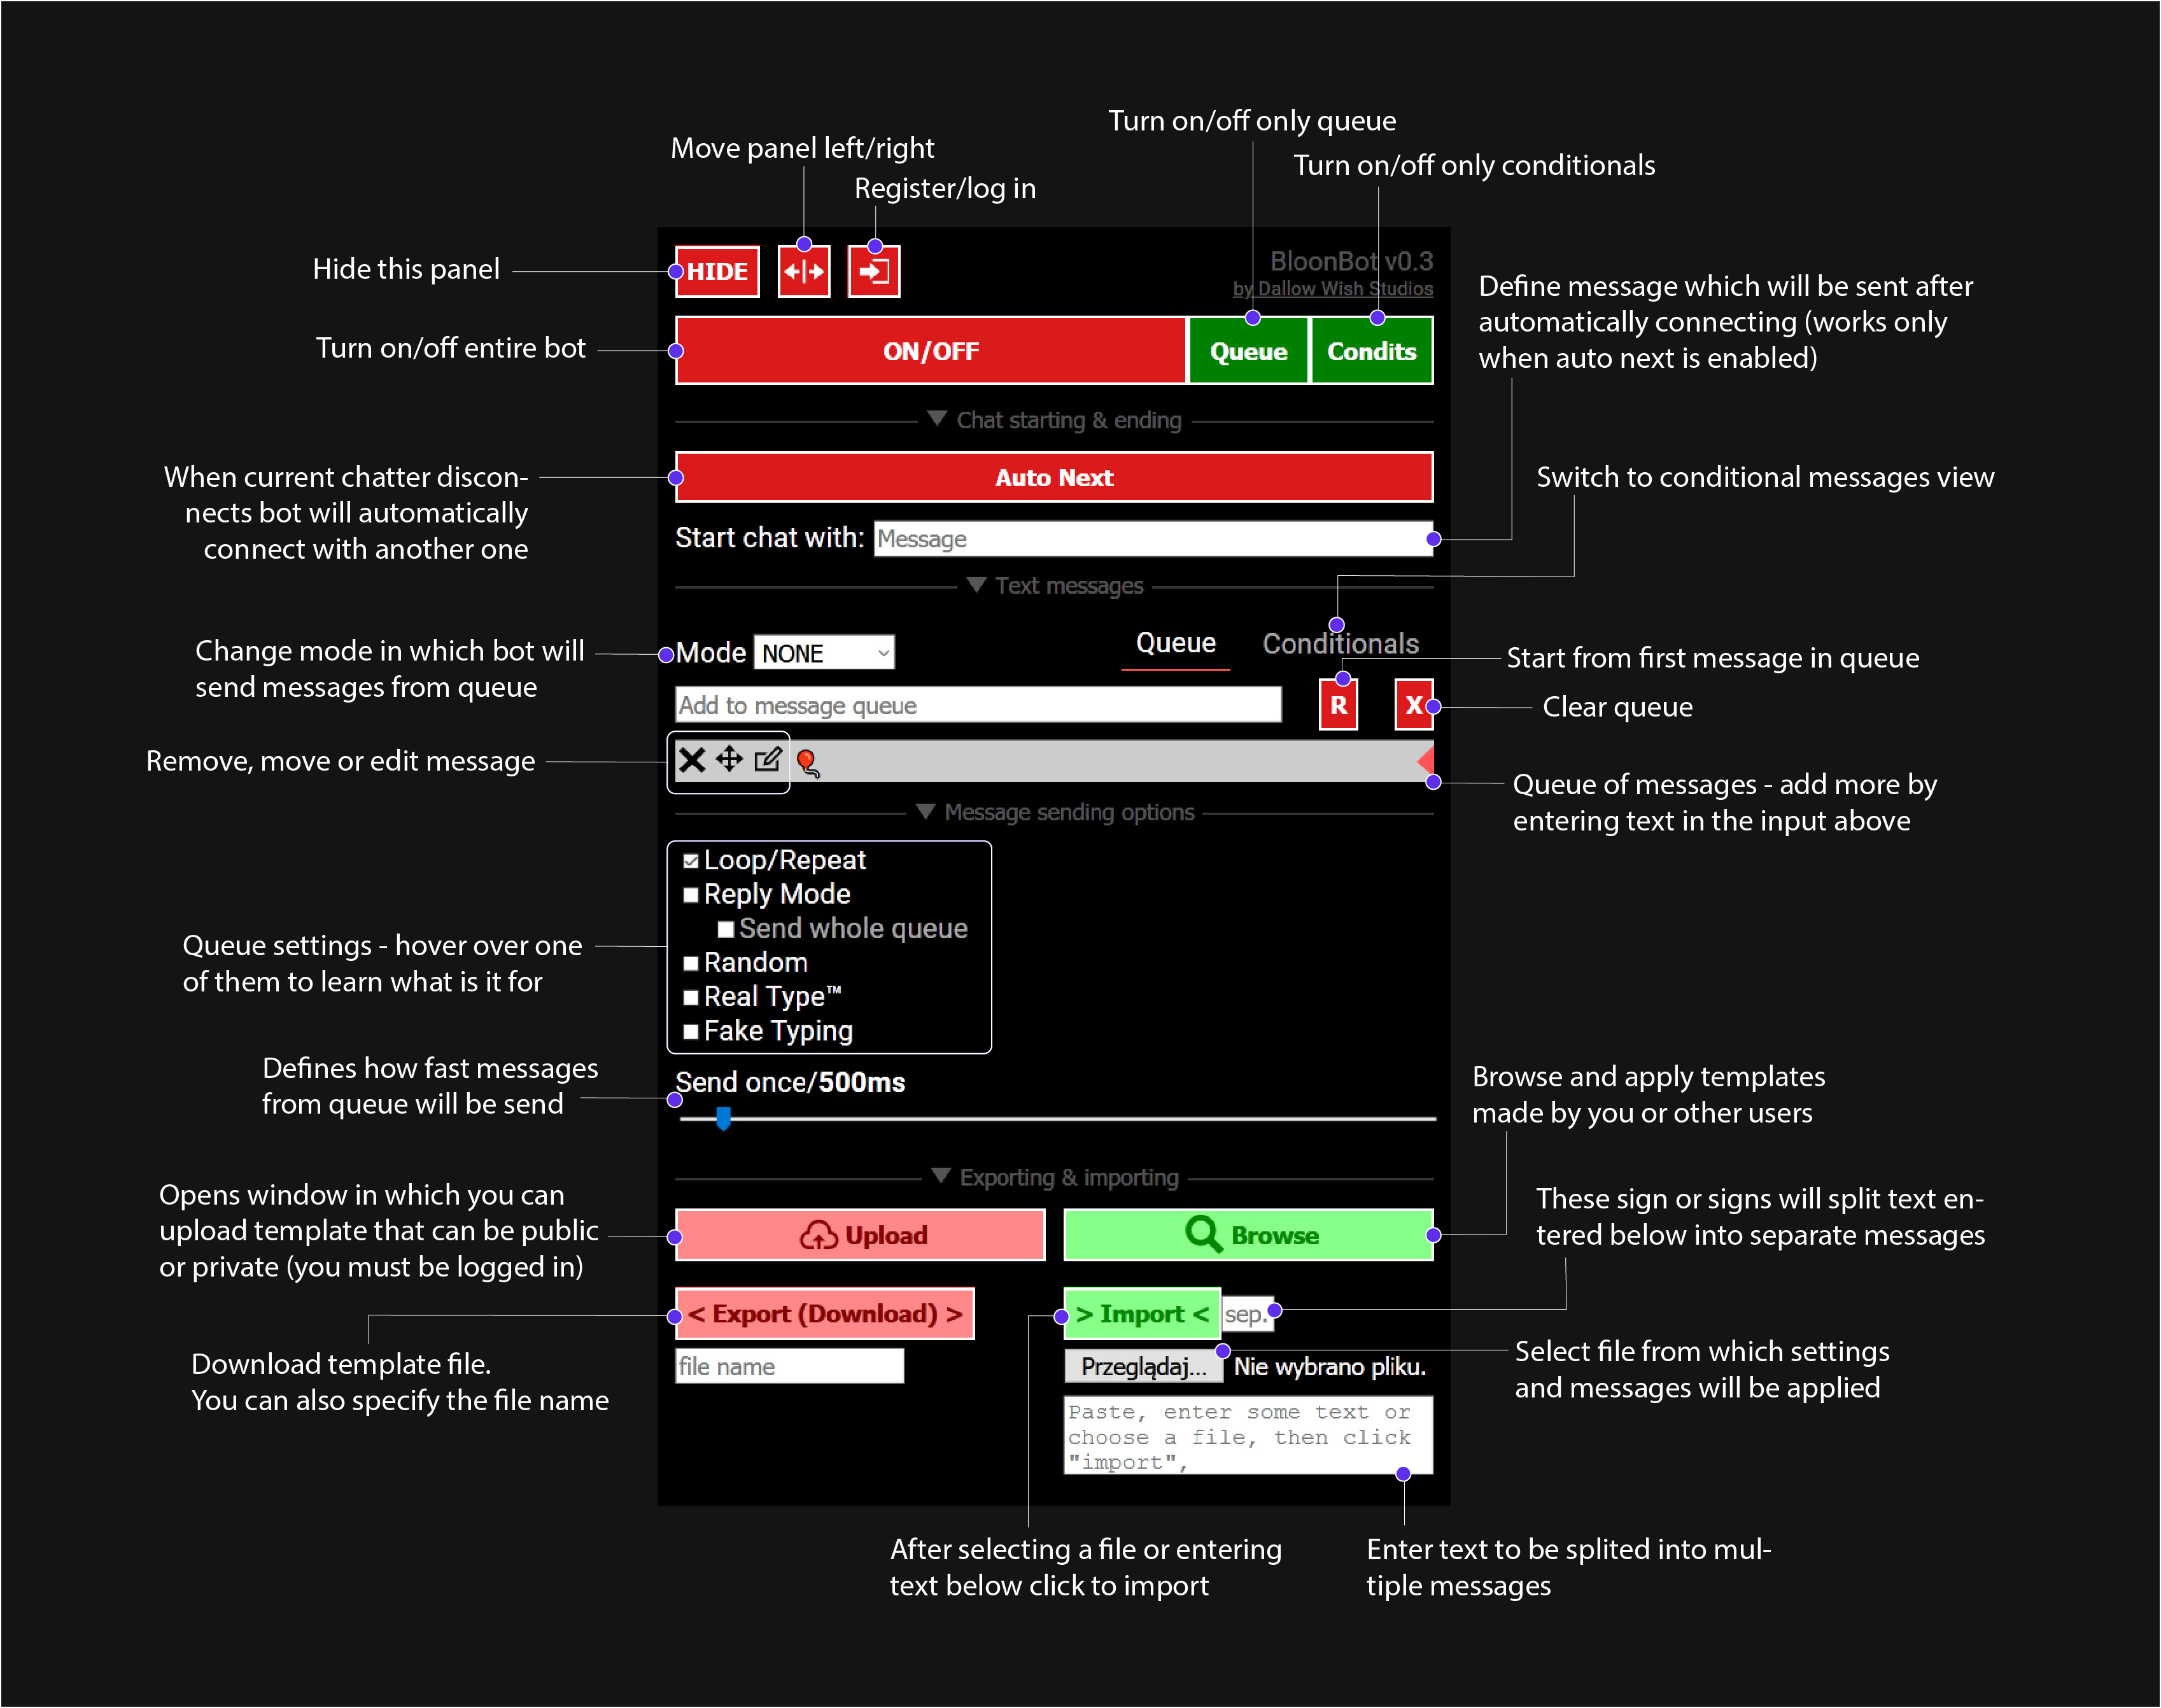 Turn on/off only queue
Move panel left/right
Turn on/off only conditionals
Register/log in
Hide this panel
HIDE
BloonBot v0.3
by Dallow Wish Studios
Define message which will be sent after
automatically connecting (works only
when auto next is enabled)
Turn on/off entire bot
ON/OFF
Queue
Condits
Chat starting & ending
When current chatter discon-
nects bot will automatically
connect with another one
Auto Next
Switch to conditional messages view
Start chat with:
Message
Text messages
Change mode in which bot will
send messages from queue
Mode
NONE
Queue
Conditionals
Start from first message in queue
Add to message queue
R
X
Clear queue
Remove, move or edit message
Queue of messages - add more by
entering text in the input above
Message sending options
Loop/Repeat
Reply Mode
Send whole queue
Random
Real Type™
Fake Typing
Queue settings - hover over one
of them to learn what is it for
Defines how fast messages
from queue will be send
Send once/500ms
Browse and apply templates
made by you or other users
Exporting & importing
Opens window in which you can
upload template that can be public
or private (you must be logged in)
Upload
Browse
These sign or signs will split text en-
tered below into separate messages
< Export (Download) >
> Import <
sep.
Download template file.
You can also specify the file name
file name
Przeglądaj...
Nie wybrano pliku.
Select file from which settings
and messages will be applied
Paste, enter some text or
choose a file, then click
"import",
After selecting a file or entering
text below click to import
Enter text to be splited into mul-
tiple messages